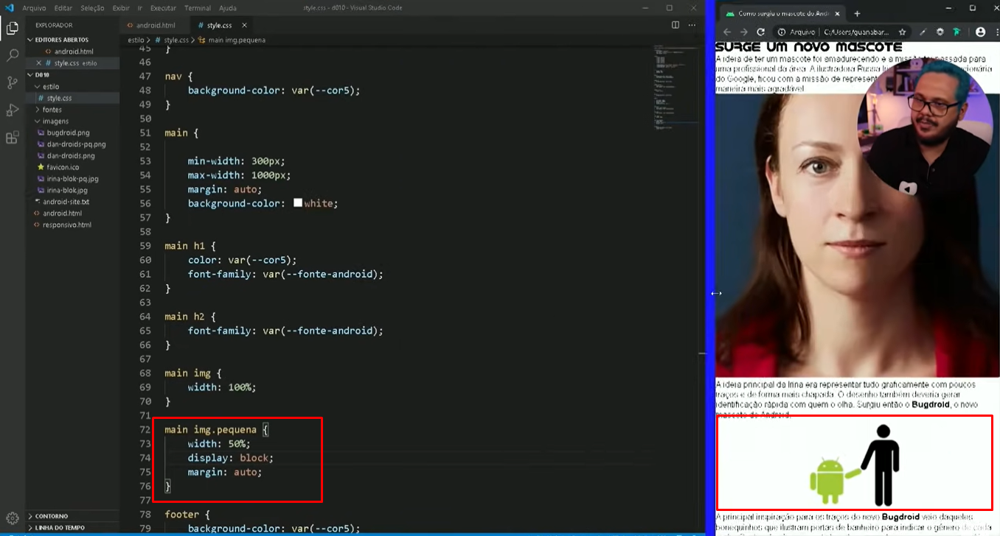 Arquivo Editar Seleção Exibir Ir Executar Terminal Ajuda
style.css - d010 - Visual Studio Code
EXPLORADOR
EDITORES ABERTOS
android.html
style.css estilo
D010
estilo
style.css
fontes
imagens
bugdroid.png
dan-droids-pq.png
dan-droids.png
favicon.ico
irina-blok-pq.jpg
irina-blok.jpg
android-site.txt
android.html
responsivo.html
CONTORNO
LINHA DO TEMPO
android.html
style.css
estilo > style.css > main img.pequena
45 }
46
47 nav {
48 background-color: var(--cor5);
49 }
50
51 main {
52
53 min-width: 300px;
54 max-width: 1000px;
55 margin: auto;
56 background-color: white;
57 }
58
59 main h1 {
60 color: var(--cor5);
61 font-family: var(--fonte-android);
62 }
63
64 main h2 {
65 font-family: var(--fonte-android);
66 }
67
68 main img {
69 width: 100%;
70 }
71
72 main img.pequena {
73 width: 50%;
74 display: block;
75 margin: auto;
76 }
77
78 footer {
79 background-color: var(--cor5);
Como surgiu o mascote do Andr
Arquivo | C:/Users/guanabar...
SURGE UM NOVO MASCOTE
A ideia de ter um mascote foi amadurecendo e a passada para
uma profissional da área. A ilustradora Russa
do Google, ficou com a missão de
maneira mais agradável.
A ideia principal da Irina era representar tudo graficamente com poucos
traços e de forma mais chapada. O desenho também deveria gerar
identificação rápida com quem o olha. Surgiu então o Bugdroid, o novo
mascote do Android.
A principal inspiração para os traços do novo Bugdroid veio daqueles
bonequinhos que ilustram portas de banheiro para indicar o gênero de cada